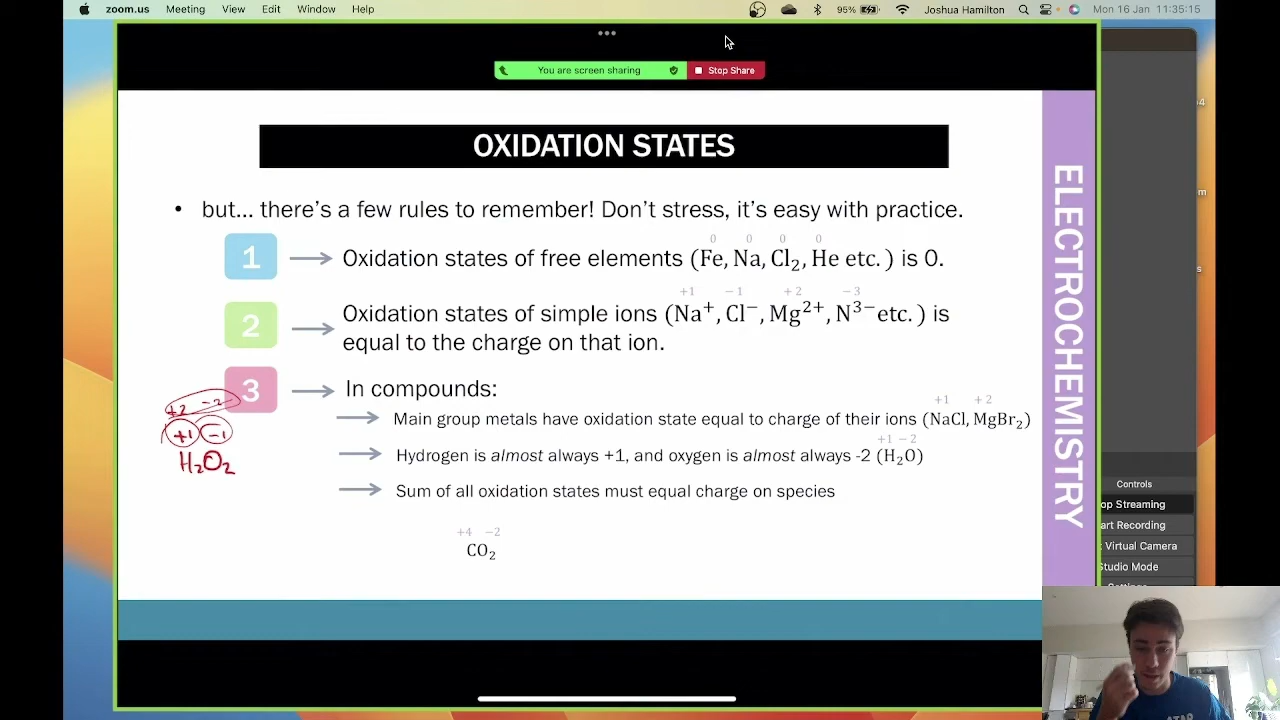 zoom.us Meeting View Edit Window Help 95% Joshua Hamilton Mon 16 Jan 11:35:15
You are screen sharing Stop Share
OXIDATION STATES
• but... there's a few rules to remember! Don't stress, it's easy with practice.
0 0 0 0
1 → Oxidation states of free elements (Fe, Na, Cl₂, He etc. ) is 0.
+1 −1 +2 −3
2 → Oxidation states of simple ions (Na⁺, Cl⁻, Mg²⁺, N³⁻ etc. ) is
equal to the charge on that ion.
3 → In compounds:
+1 +2
→ Main group metals have oxidation state equal to charge of their ions (NaCl, MgBr₂)
+1 −2
→ Hydrogen is almost always +1, and oxygen is almost always -2 (H₂O)
→ Sum of all oxidation states must equal charge on species
+4 −2
CO₂
+2 −2
+1 −1
H₂O₂
ELECTROCHEMISTRY
Controls
op Streaming
art Recording
Virtual Camera
Studio Mode